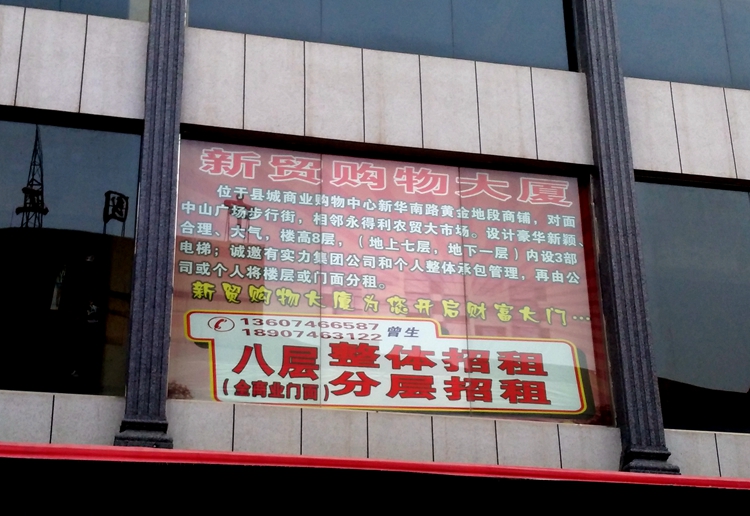 新贸购物大厦
位于县城商业购物中心新华南路黄金地段商铺，对面
中山广场步行街，相邻永得利农贸大市场。设计豪华新颖、
合理、大气，楼高8层，（地上七层，地下一层）内设3部
电梯；诚邀有实力集团公司和个人整体承包管理，再由公
司或个人将楼层或门面分租。
新贸购物大厦为您开启财富大门…
13607466587
18907463122 曾生
八层整体招租
（全商业门面）分层招租